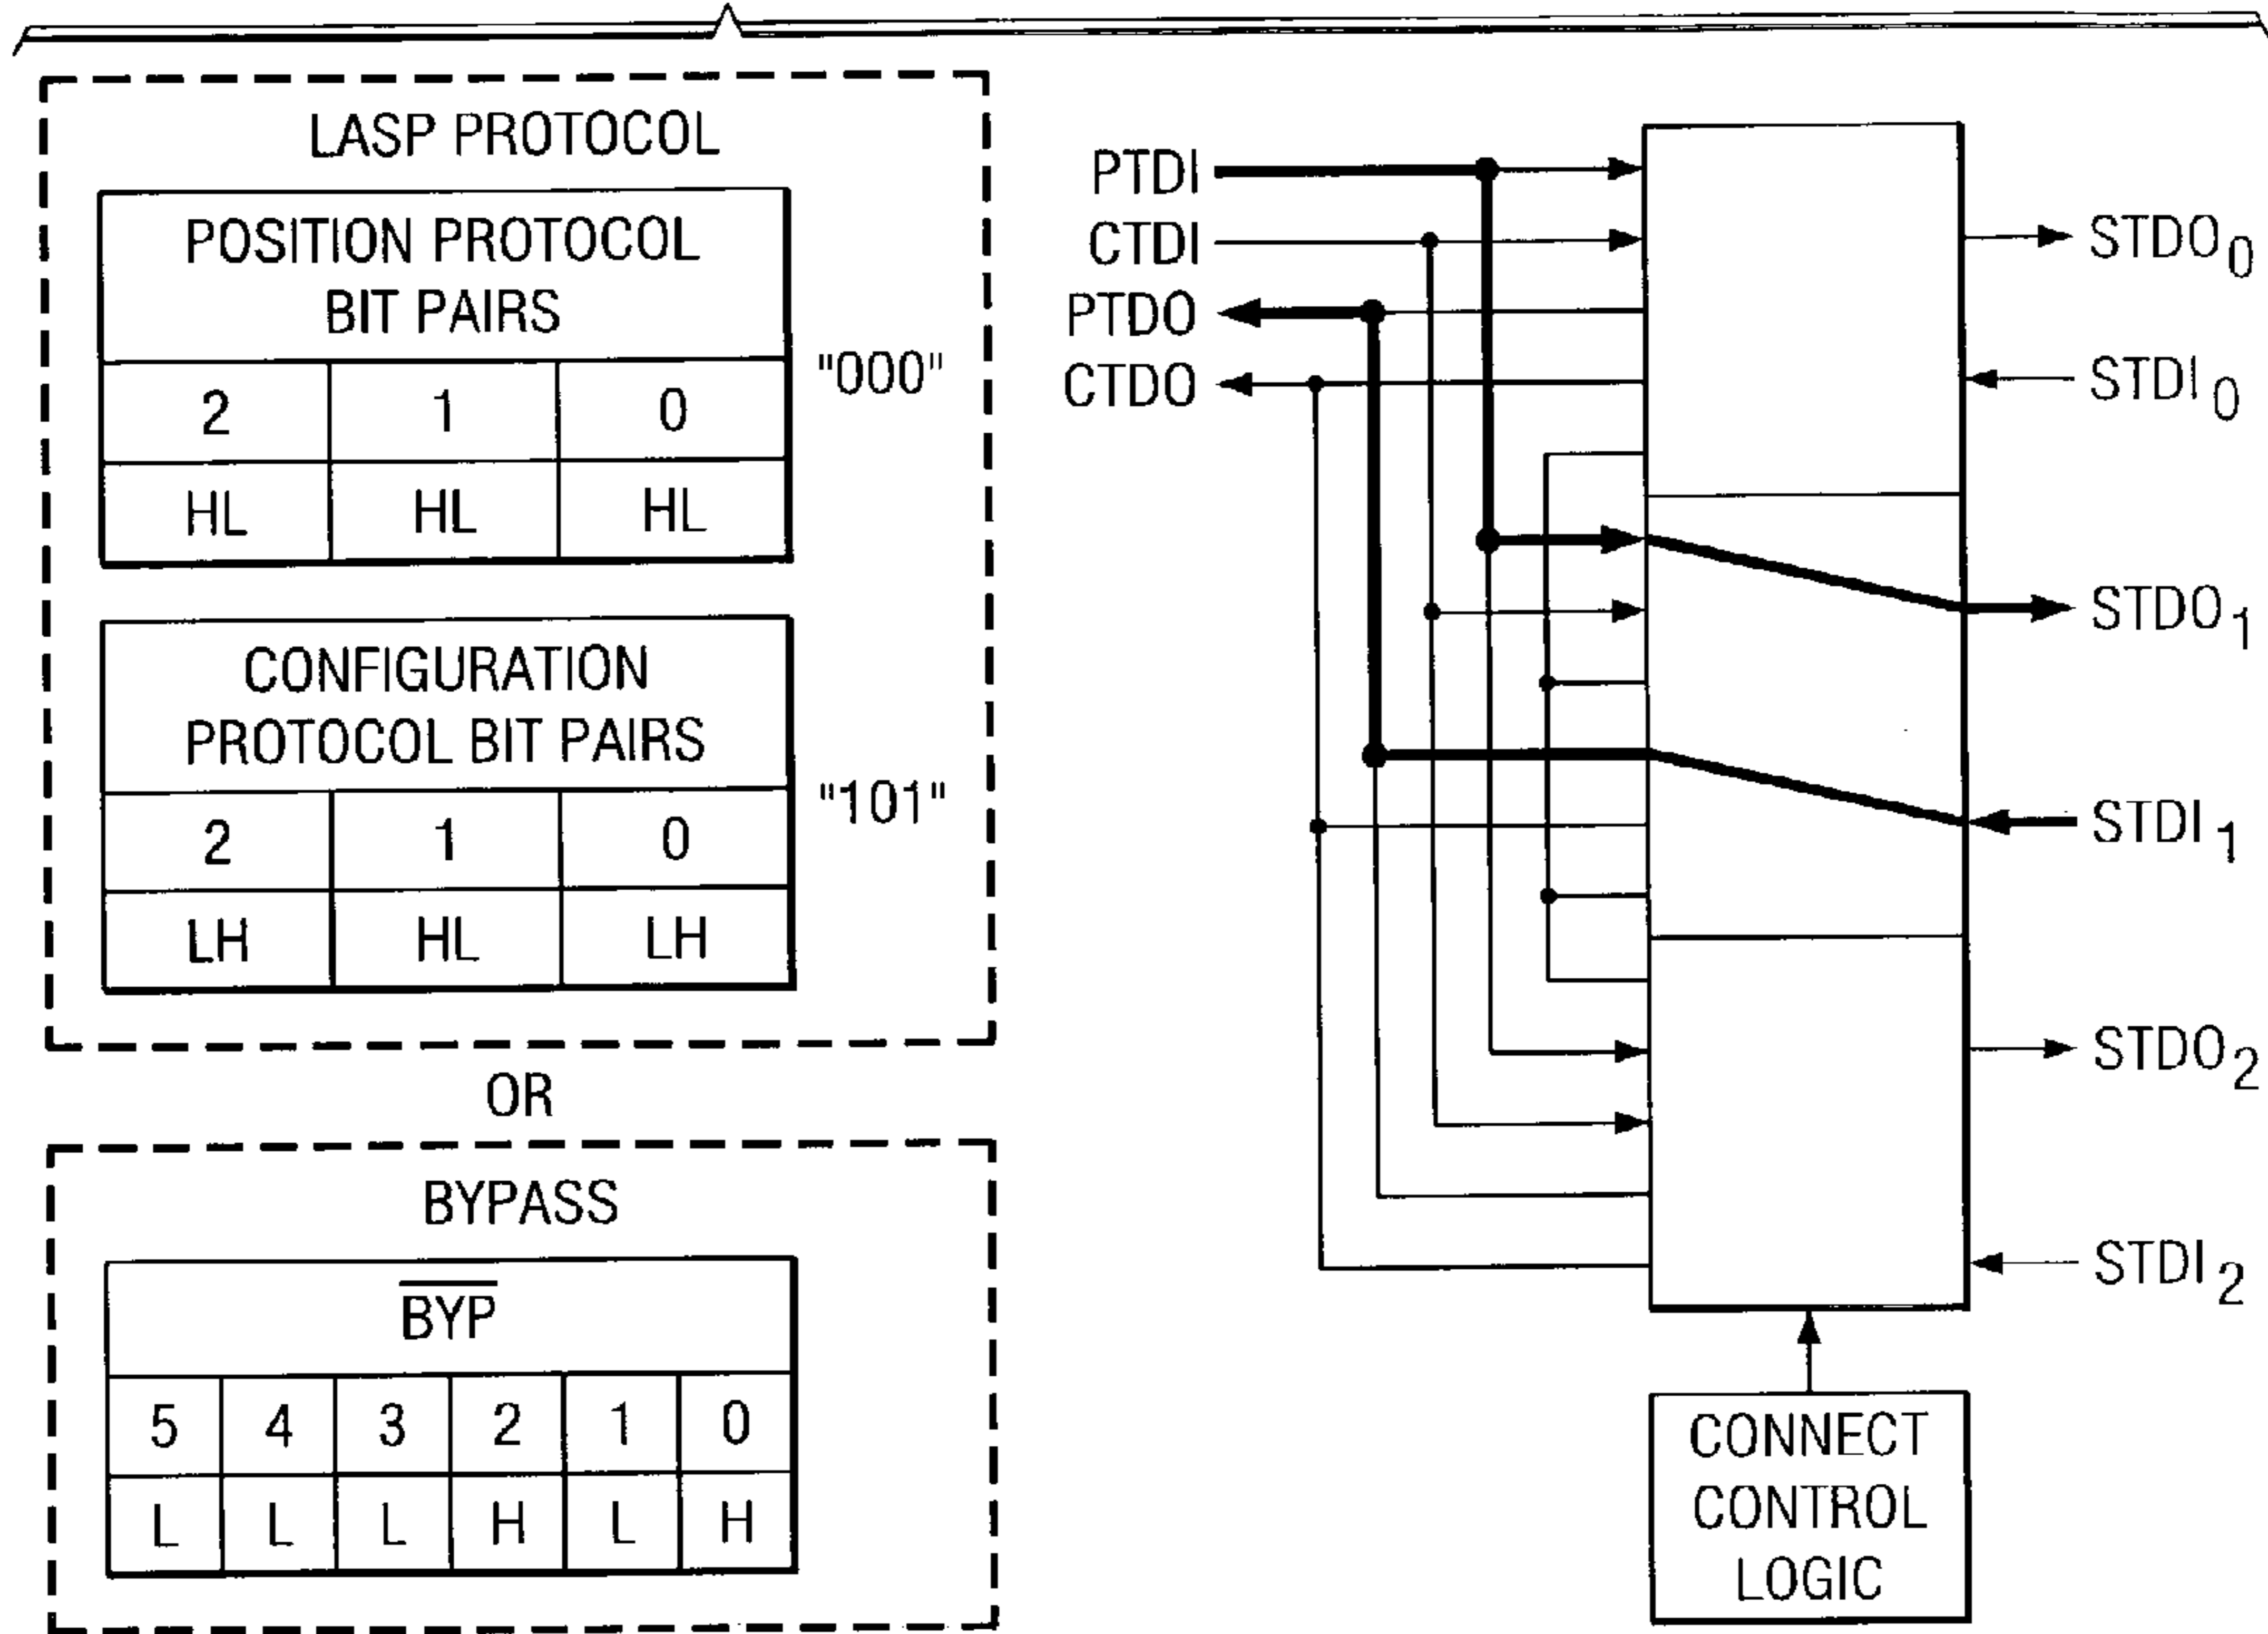 LASP PROTOCOL
POSITION PROTOCOL
BIT PAIRS
2 1 0
HL HL HL
"000"
CONFIGURATION
PROTOCOL BIT PAIRS
2 1 0
LH HL LH
"101"
OR
BYPASS
B̅Y̅P̅
5 4 3 2 1 0
L L L H L H
PTDI
CTDI
PTDO
CTDO
STDO₀
STDI₀
STDO₁
STDI₁
STDO₂
STDI₂
CONNECT
CONTROL
LOGIC